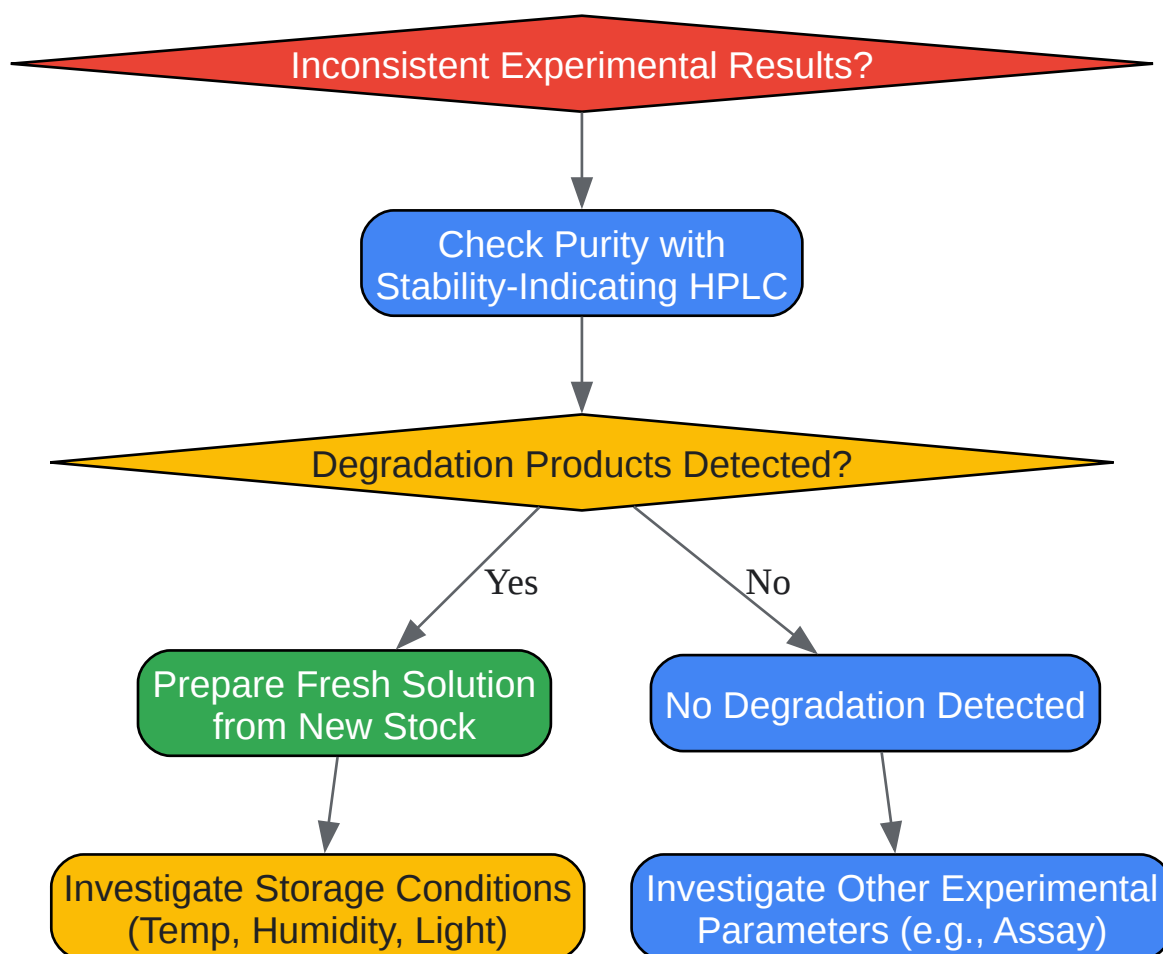 Inconsistent Experimental Results?
Check Purity with
Stability-Indicating HPLC
Degradation Products Detected?
Yes
No
Prepare Fresh Solution
from New Stock
No Degradation Detected
Investigate Storage Conditions
(Temp, Humidity, Light)
Investigate Other Experimental
Parameters (e.g., Assay)